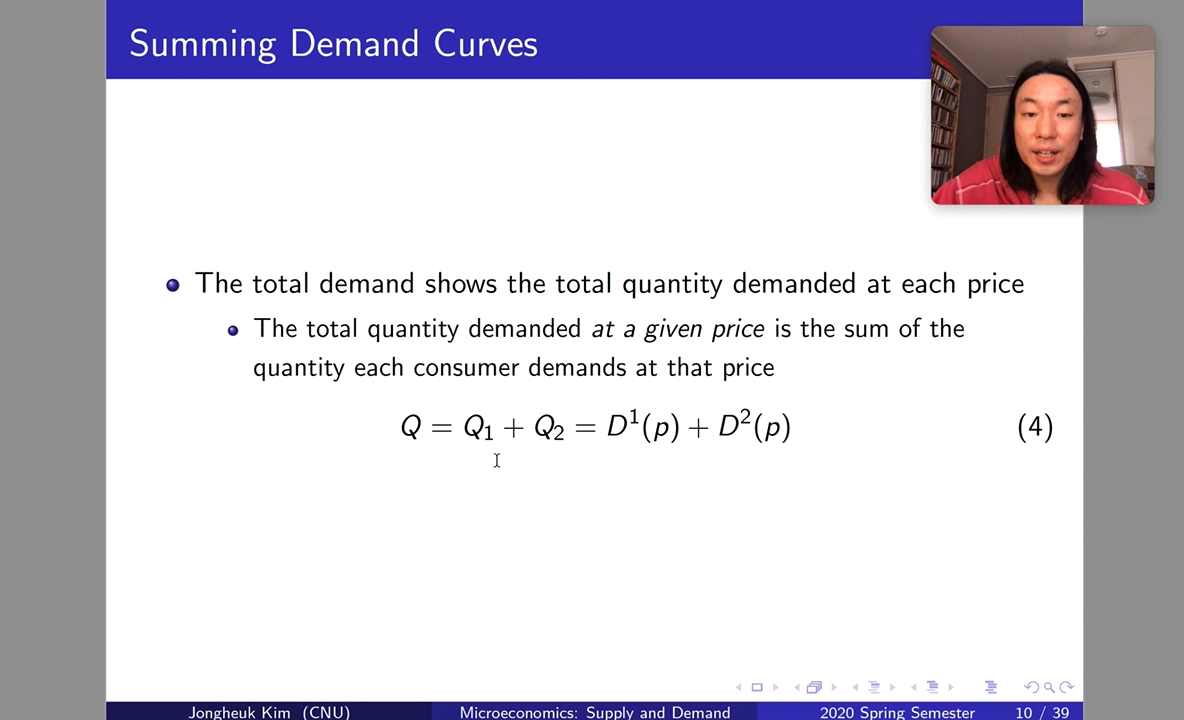 Summing Demand Curves
The total demand shows the total quantity demanded at each price
The total quantity demanded at a given price is the sum of the
quantity each consumer demands at that price
Q = Q₁ + Q₂ = D¹(p) + D²(p) (4)
Jongheuk Kim (CNU) Microeconomics: Supply and Demand 2020 Spring Semester 10 / 39